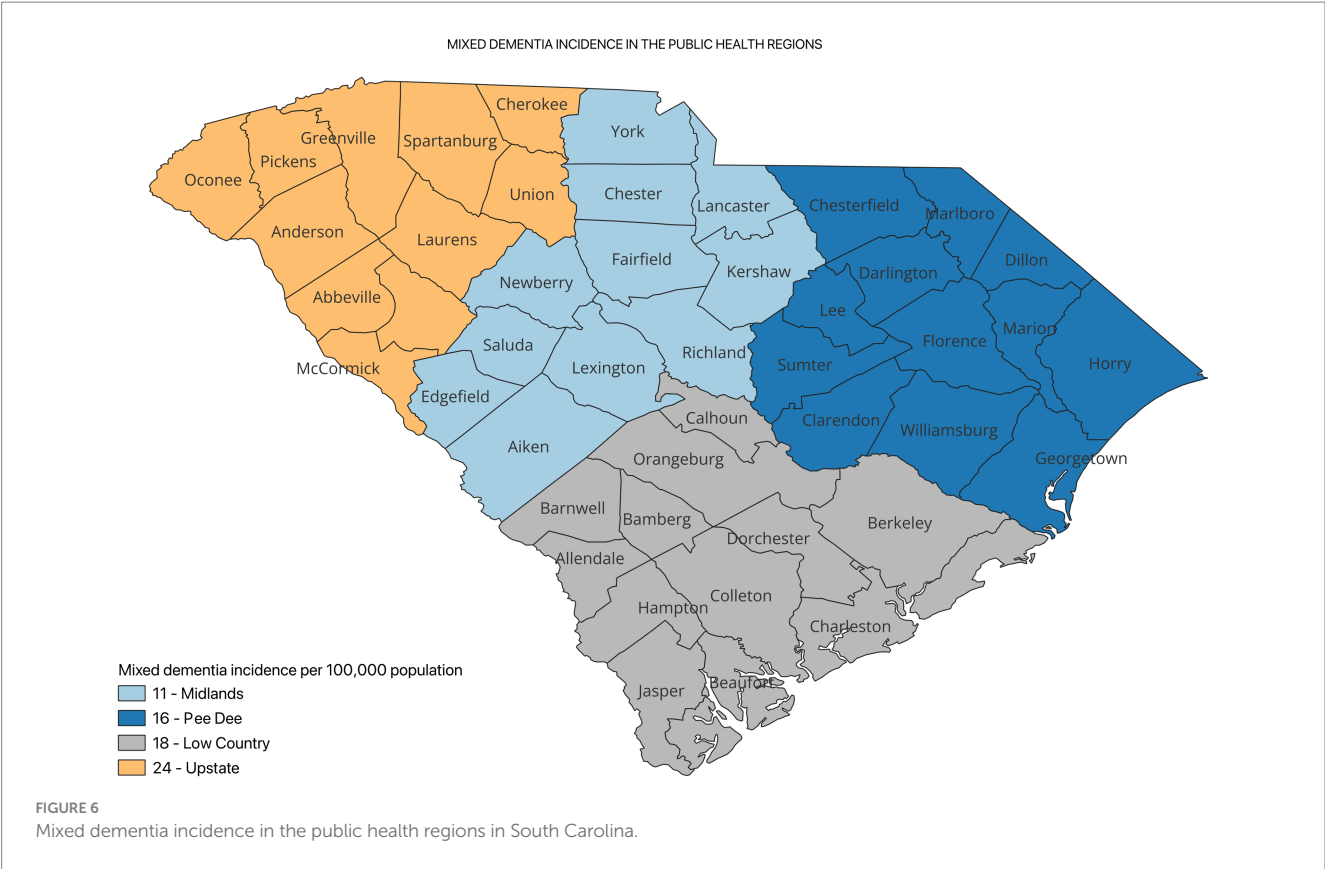 MIXED DEMENTIA INCIDENCE IN THE PUBLIC HEALTH REGIONS
Cherokee
York
Greenville
Spartanburg
Pickens
Oconee
Union
Chester
Lancaster
Chesterfield
Marlboro
Anderson
Laurens
Fairfield
Kershaw
Darlington
Dillon
Newberry
Abbeville
Lee
Marion
Florence
Saluda
Richland
Lexington
Sumter
Horry
McCormick
Edgefield
Calhoun
Clarendon
Williamsburg
Aiken
Orangeburg
Georgetown
Barnwell
Bamberg
Berkeley
Dorchester
Allendale
Colleton
Hampton
Charleston
Beaufort
Jasper
Mixed dementia incidence per 100,000 population
11 - Midlands
16 - Pee Dee
18 - Low Country
24 - Upstate
FIGURE 6
Mixed dementia incidence in the public health regions in South Carolina.